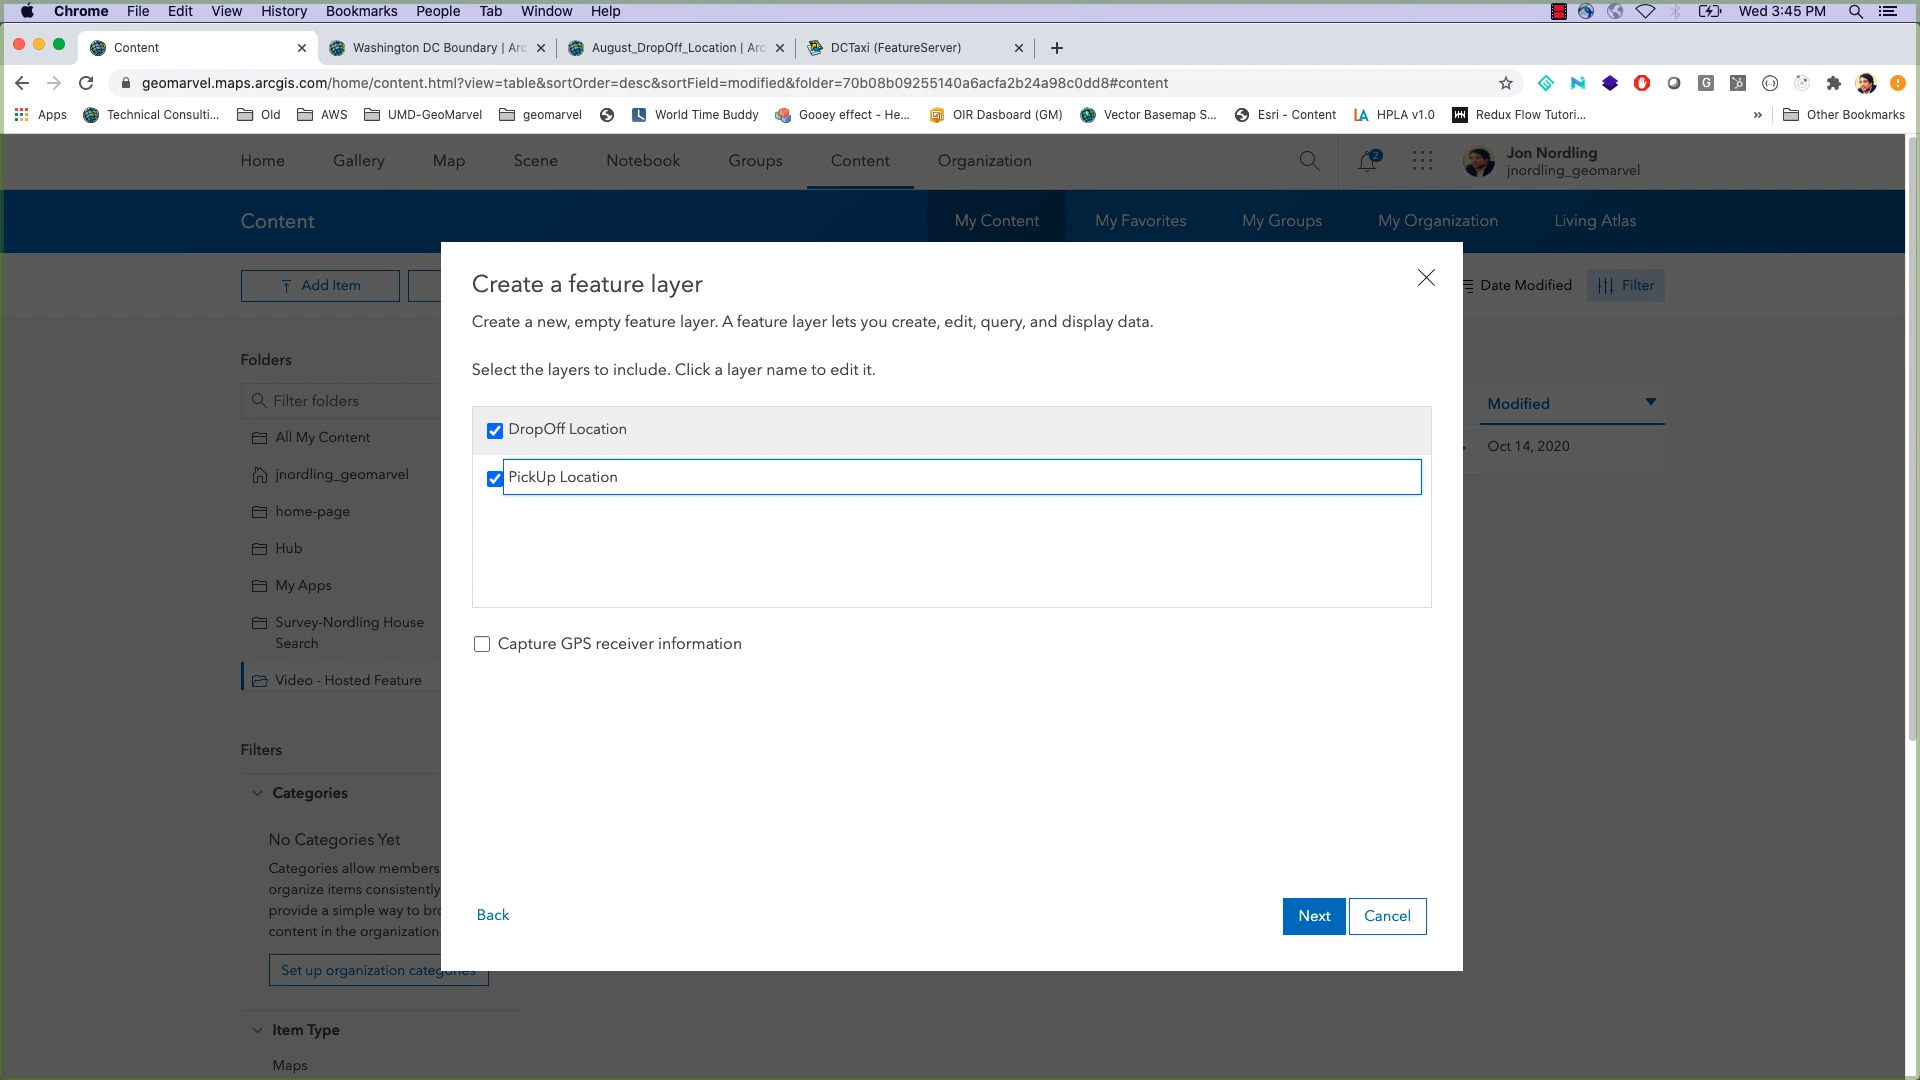 Chrome File Edit View History Bookmarks People Tab Window Help Wed 3:45 PM
Content Washington DC Boundary | Arc August_DropOff_Location | Arc DCTaxi (FeatureServer)
geomarvel.maps.arcgis.com/home/content.html?view=table&sortOrder=desc&sortField=modified&folder=70b08b09255140a6acfa2b24a98c0dd8#content
Apps Technical Consulti... Old AWS UMD-GeoMarvel geomarvel World Time Buddy Gooey effect - He... OIR Dasboard (GM) Vector Basemap S... Esri - Content HPLA v1.0 Redux Flow Tutori... » Other Bookmarks
Home Gallery Map Scene Notebook Groups Content Organization 2 Jon Nordling
jnordling_geomarvel
Content My Content My Favorites My Groups My Organization Living Atlas
Add Item Date Modified Filter
Create a feature layer
Create a new, empty feature layer. A feature layer lets you create, edit, query, and display data.
Select the layers to include. Click a layer name to edit it.
DropOff Location
PickUp Location
Capture GPS receiver information
Back Next Cancel
Folders
Filter folders
All My Content
jnordling_geomarvel
home-page
Hub
My Apps
Survey-Nordling House
Search
Video - Hosted Feature
Modified
Oct 14, 2020
Filters
Categories
No Categories Yet
Categories allow members
organize items consistently
provide a simple way to bro
content in the organization.
Set up organization categories
Item Type
Maps